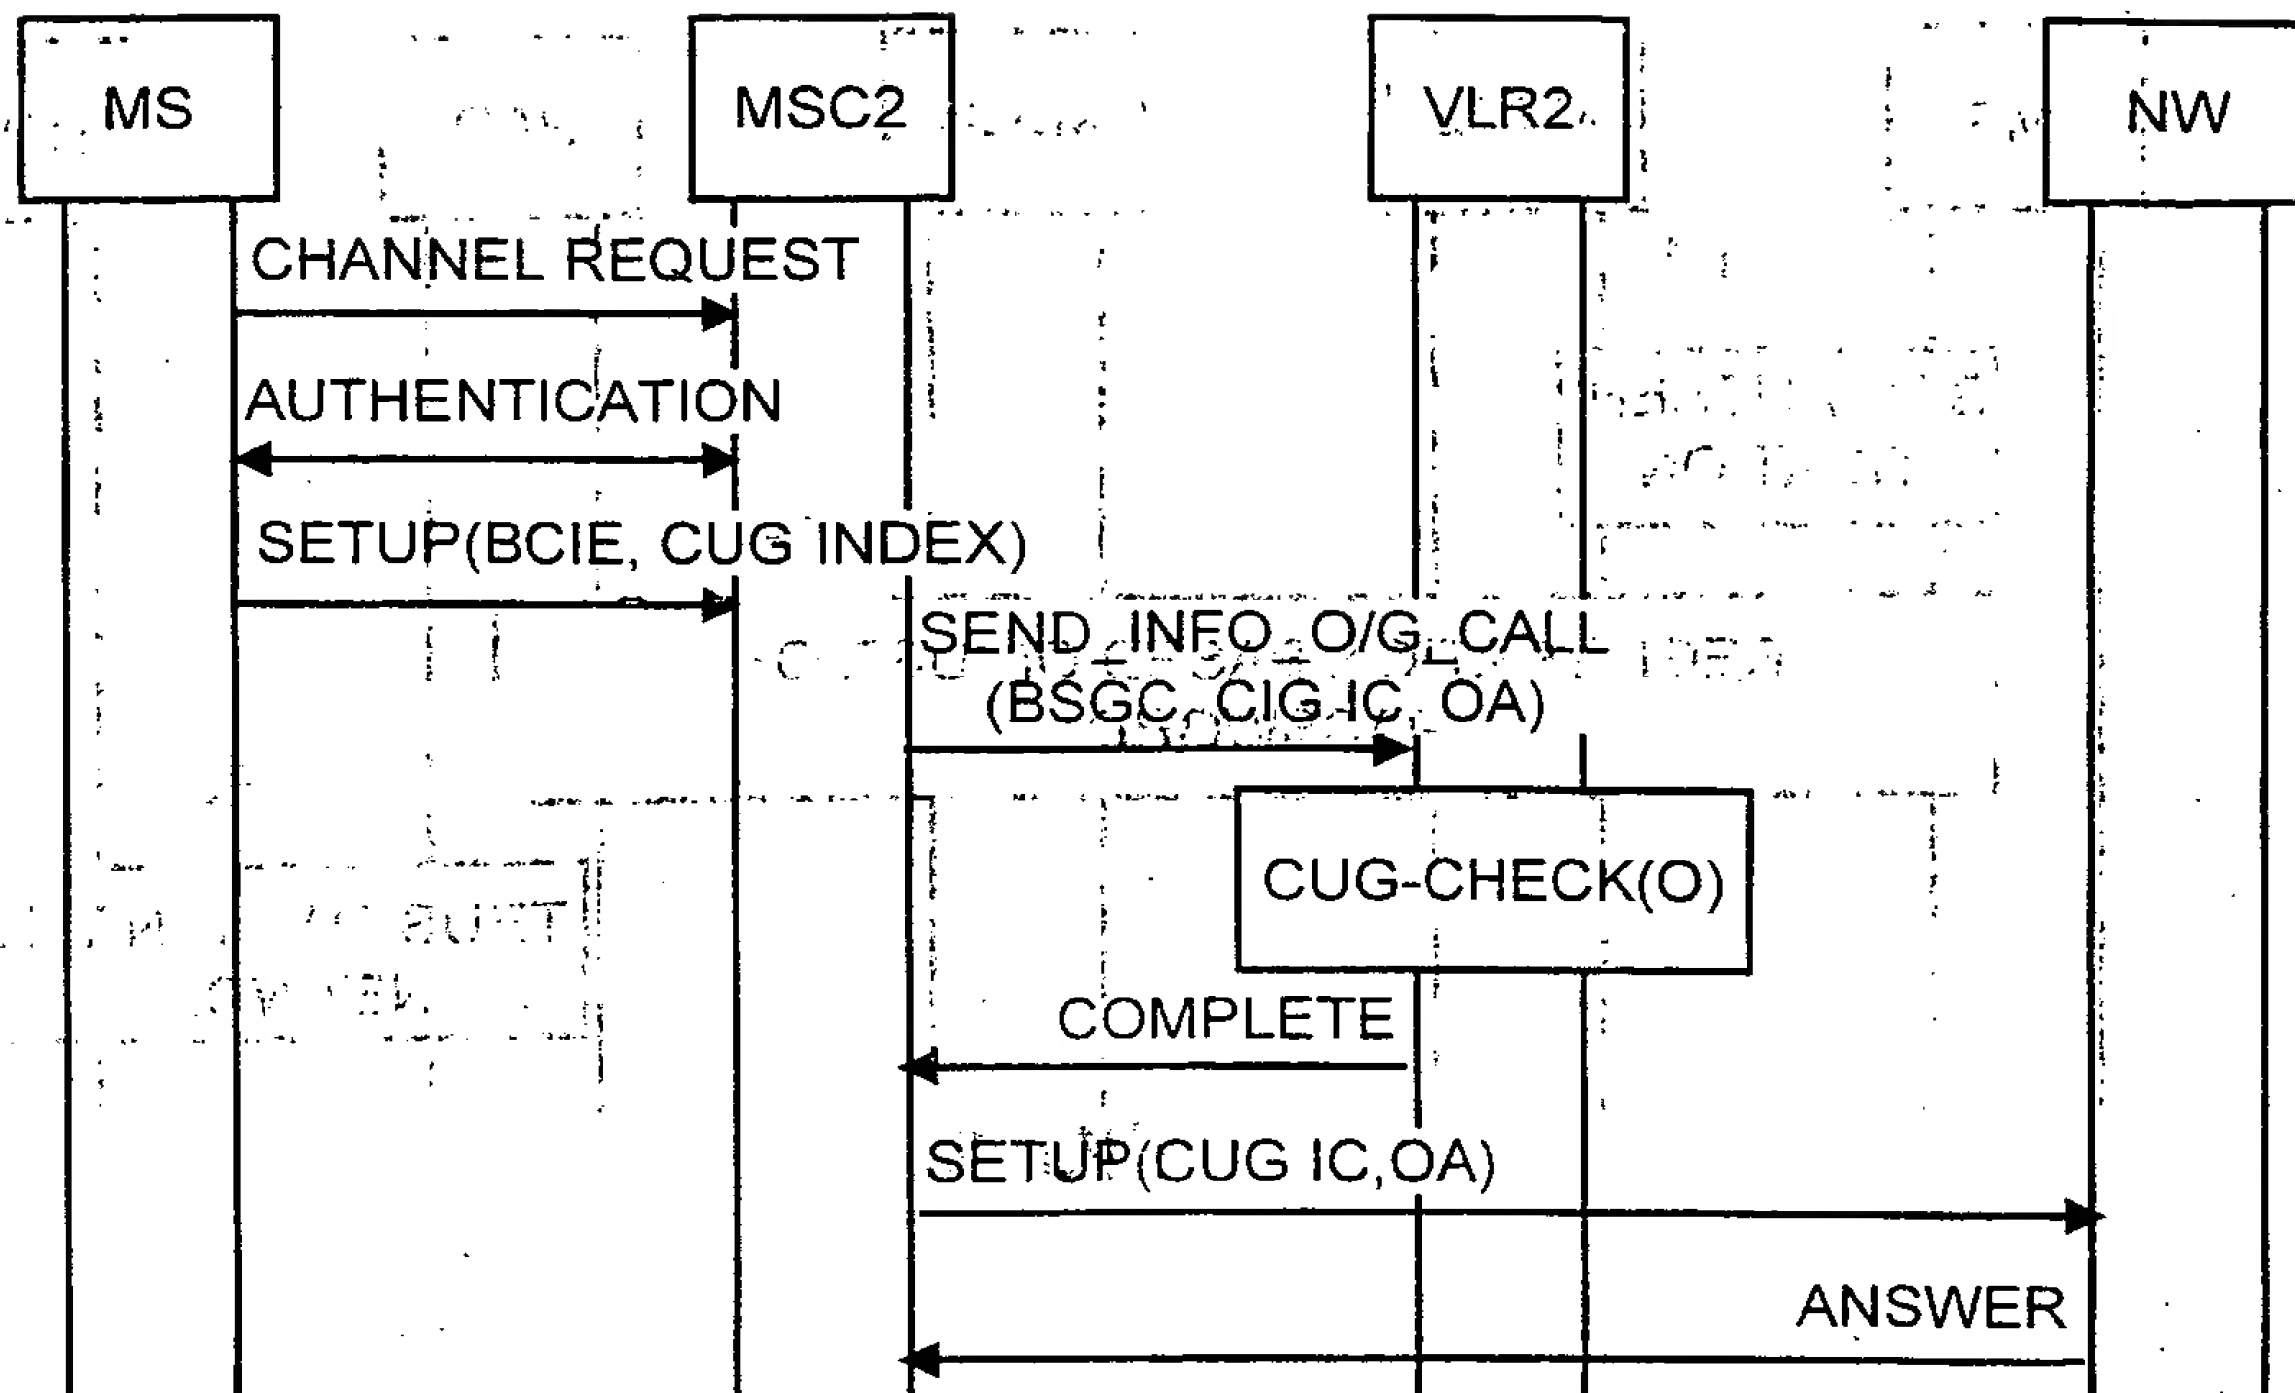 MS
MSC2
VLR2
NW
CHANNEL REQUEST
AUTHENTICATION
SETUP(BCIE, CUG INDEX)
SEND_INFO_O/G_CALL
(BSGC, CIG IC, OA)
CUG-CHECK(O)
COMPLETE
SETUP(CUG IC,OA)
ANSWER